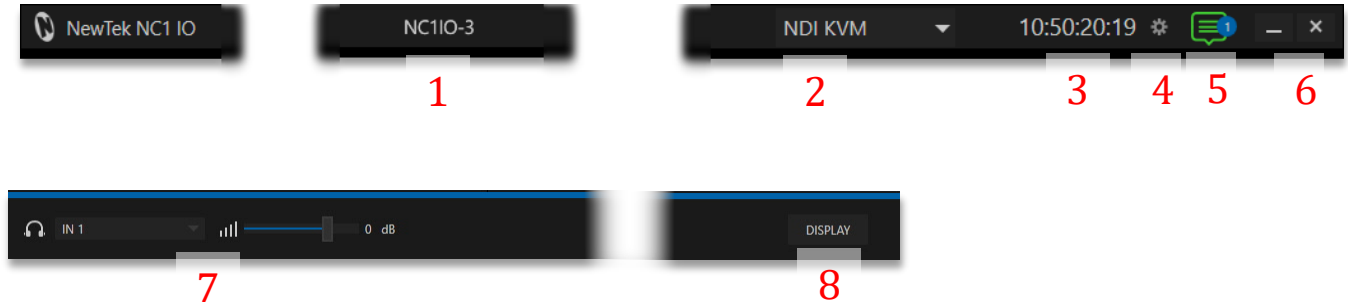 NewTek NC1 IO NC1IO-3 NDI KVM 10:50:20:19 1
1 2 3 4 5 6
IN 1 0 dB DISPLAY
7 8